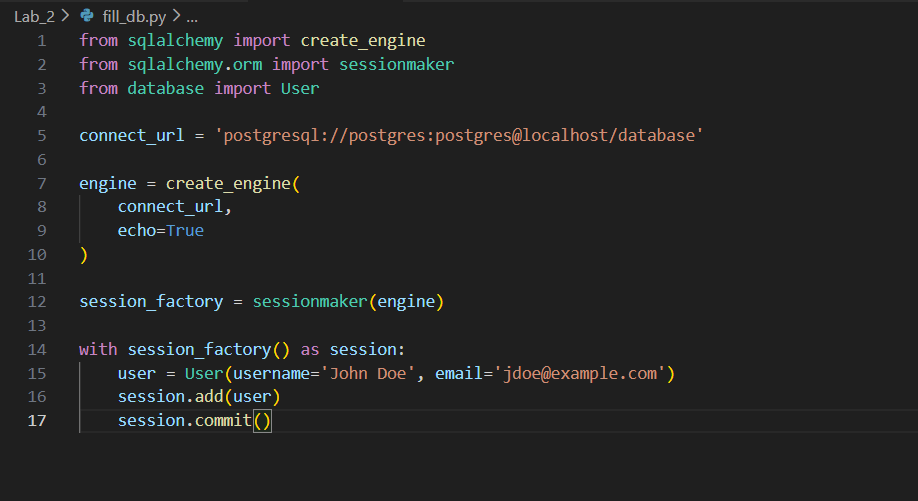 Lab_2 > fill_db.py > ...
1 from sqlalchemy import create_engine
2 from sqlalchemy.orm import sessionmaker
3 from database import User
4
5 connect_url = 'postgresql://postgres:postgres@localhost/database'
6
7 engine = create_engine(
8     connect_url,
9     echo=True
10 )
11
12 session_factory = sessionmaker(engine)
13
14 with session_factory() as session:
15     user = User(username='John Doe', email='jdoe@example.com')
16     session.add(user)
17     session.commit()